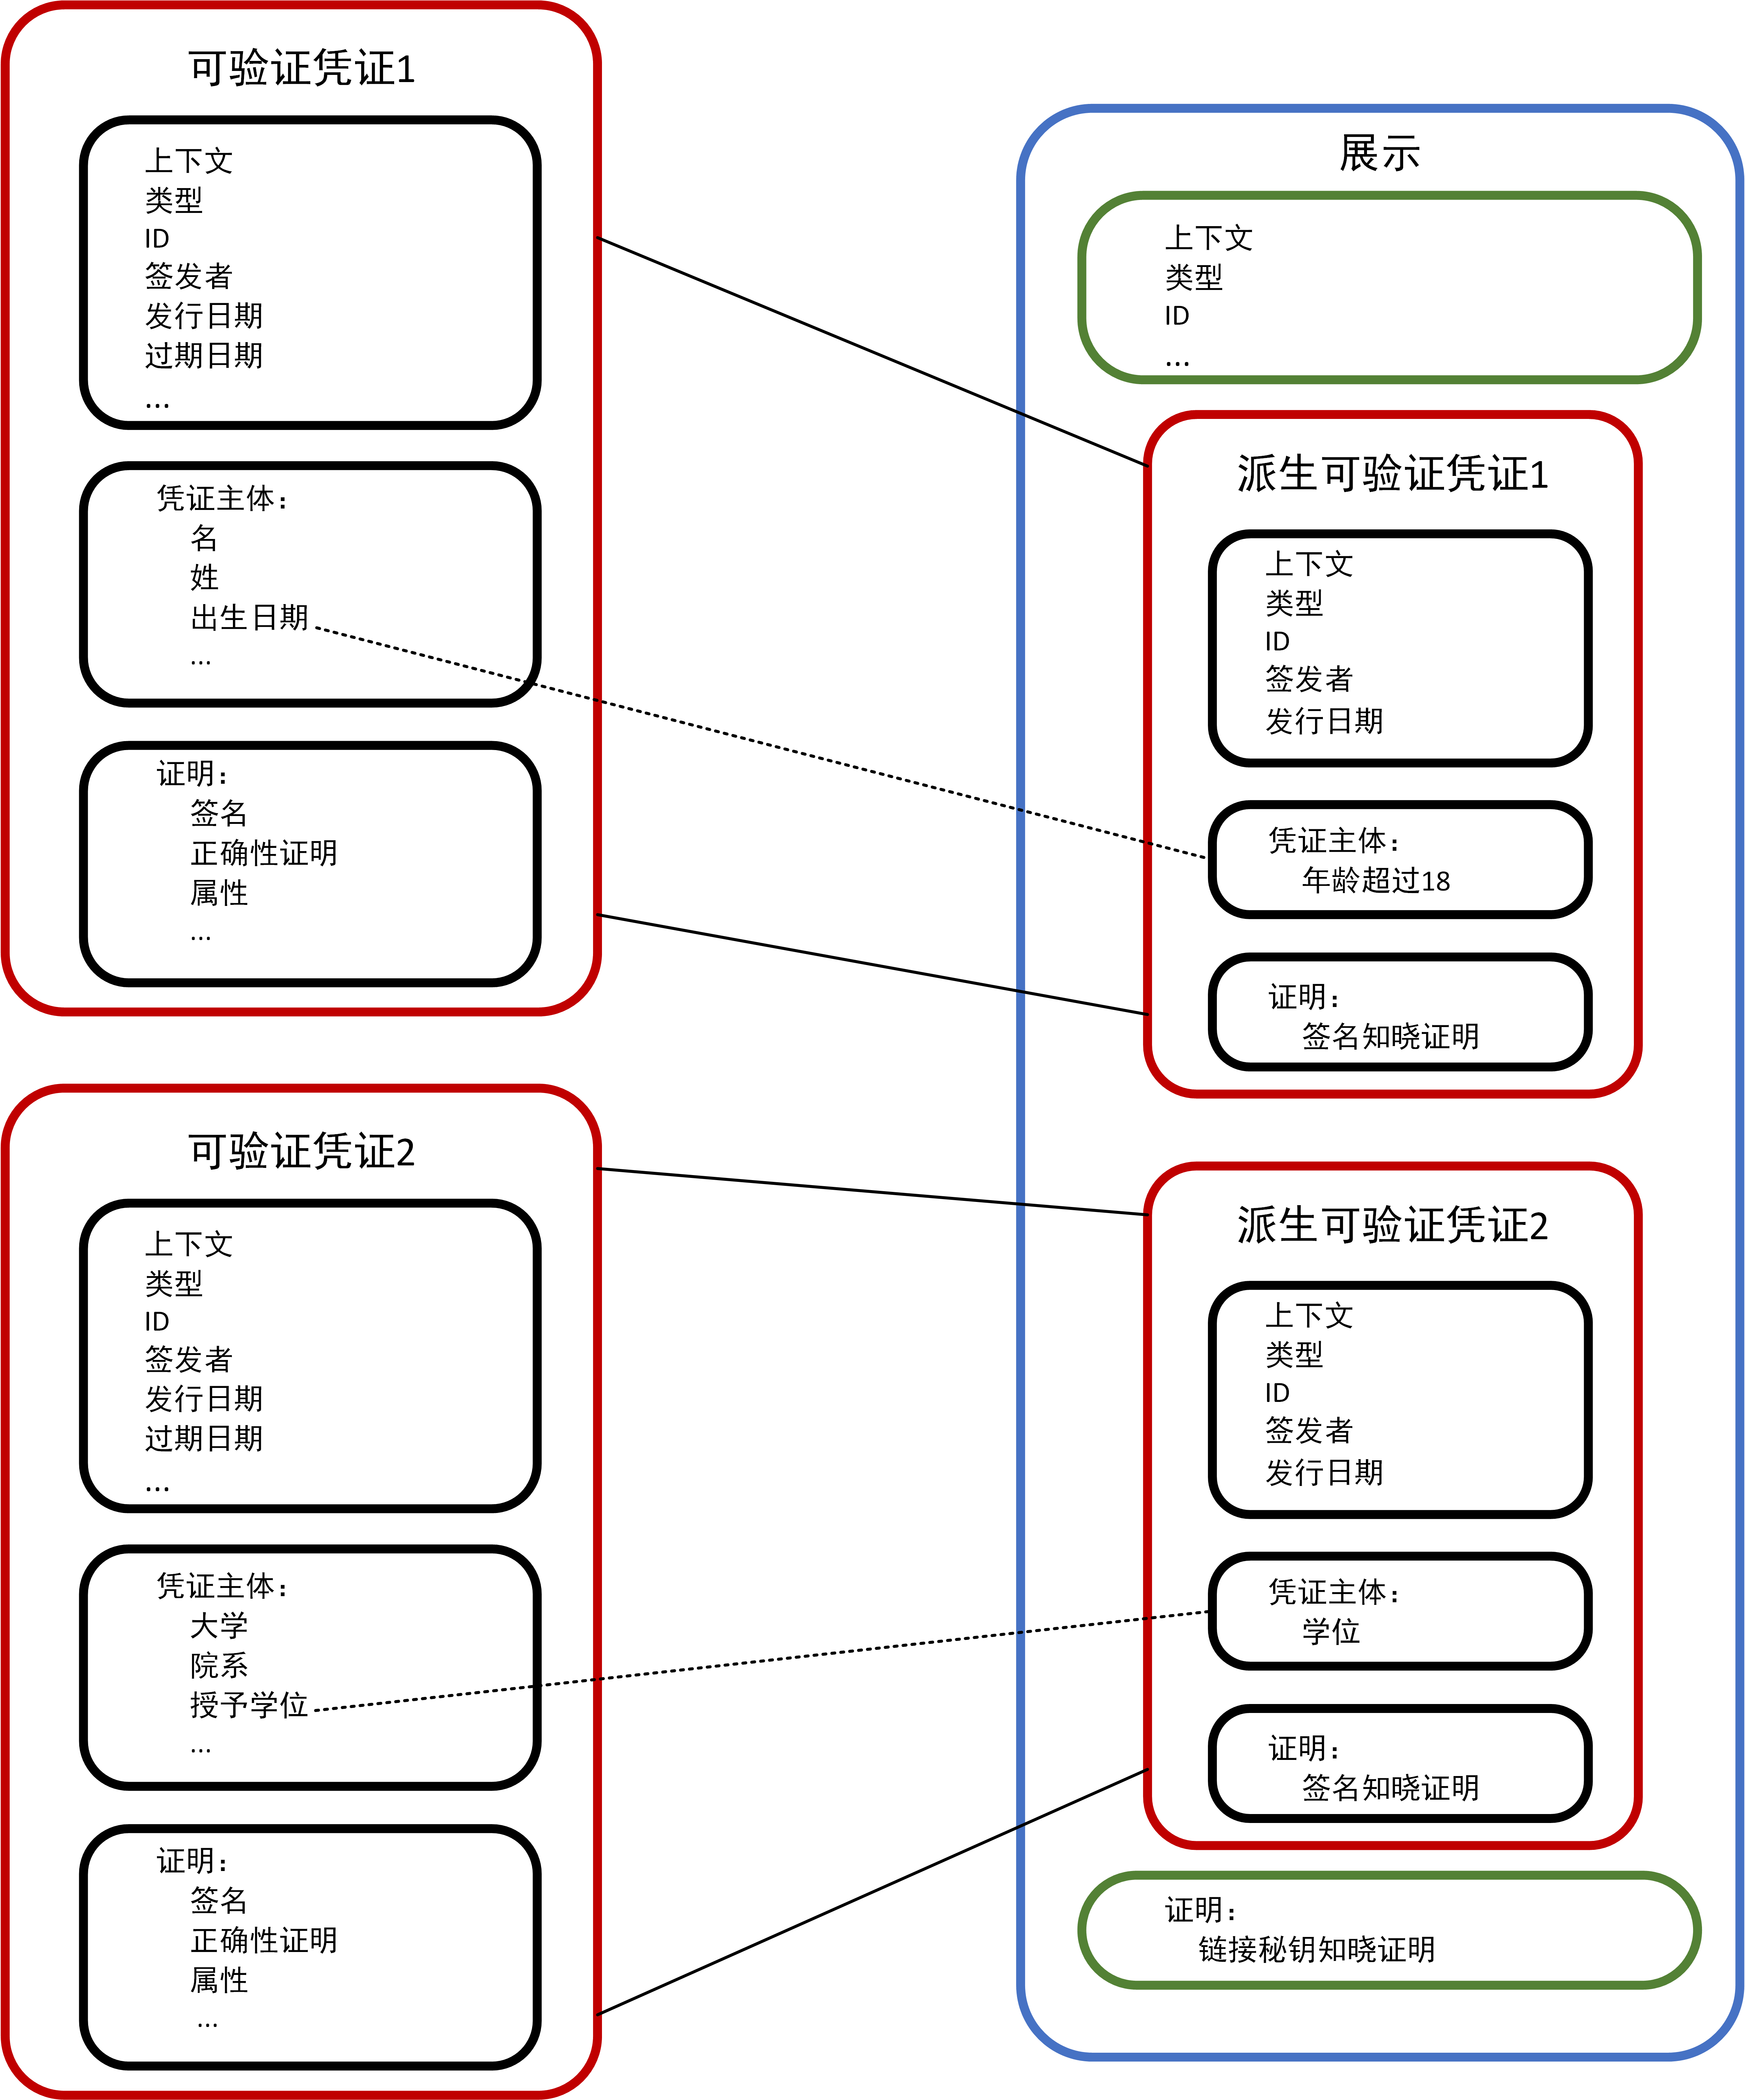 可验证凭证1
上下文
类型
ID
签发者
发行日期
过期日期
...
凭证主体：
名
姓
出生日期
...
证明：
签名
正确性证明
属性
...
可验证凭证2
上下文
类型
ID
签发者
发行日期
过期日期
...
凭证主体：
大学
院系
授予学位
...
证明：
签名
正确性证明
属性
...
展示
上下文
类型
ID
...
派生可验证凭证1
上下文
类型
ID
签发者
发行日期
凭证主体：
年龄超过18
证明：
签名知晓证明
派生可验证凭证2
上下文
类型
ID
签发者
发行日期
凭证主体：
学位
证明：
签名知晓证明
证明：
链接秘钥知晓证明